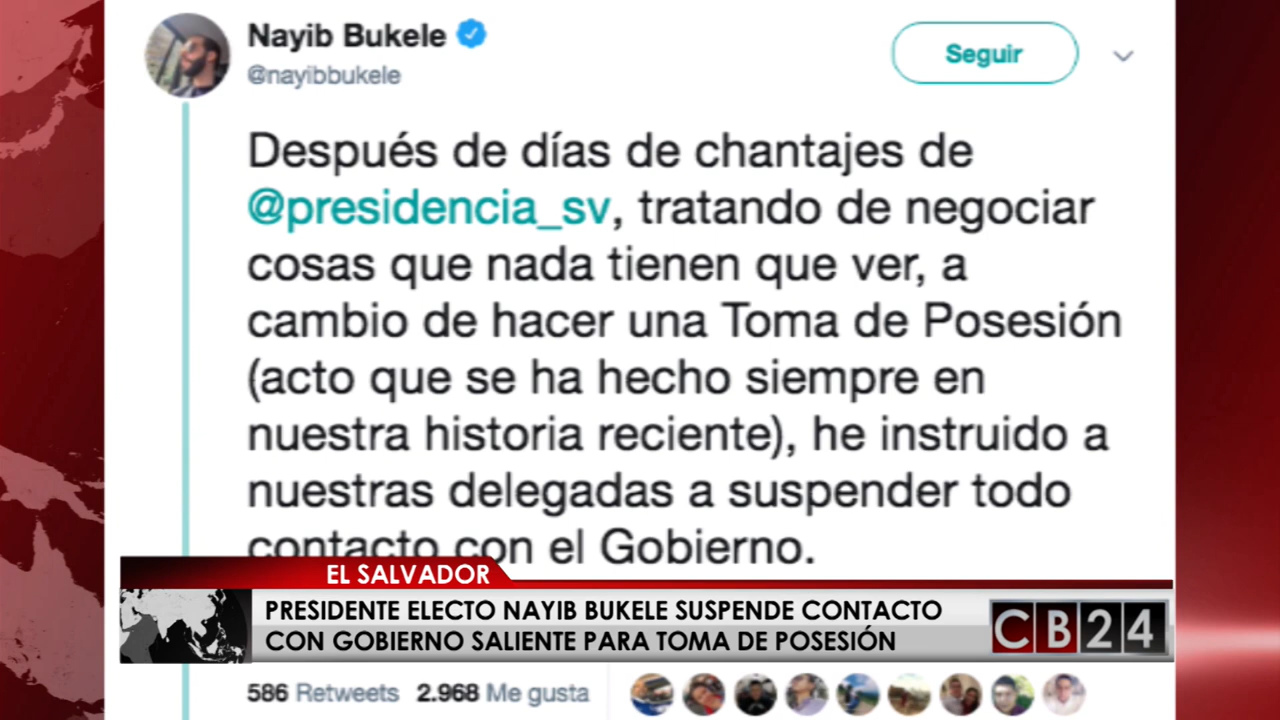 Nayib Bukele
@nayibbukele
Seguir
Después de días de chantajes de
@presidencia_sv, tratando de negociar
cosas que nada tienen que ver, a
cambio de hacer una Toma de Posesión
(acto que se ha hecho siempre en
nuestra historia reciente), he instruido a
nuestras delegadas a suspender todo
contacto con el Gobierno.
EL SALVADOR
PRESIDENTE ELECTO NAYIB BUKELE SUSPENDE CONTACTO
CON GOBIERNO SALIENTE PARA TOMA DE POSESIÓN
CB24
586 Retweets 2.968 Me gusta